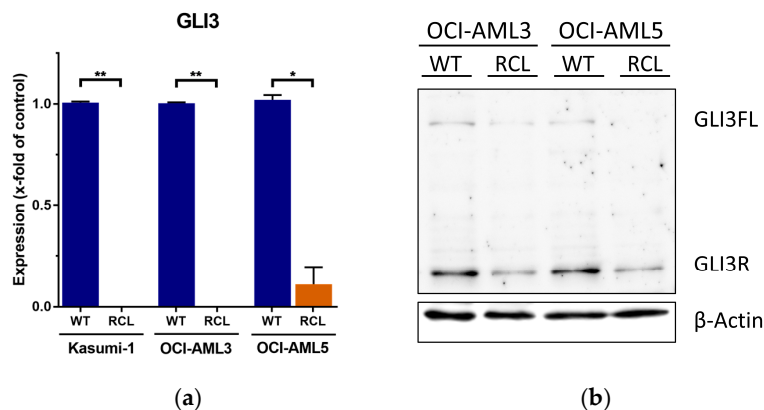 GLI3
Expression (x-fold of control)
1.0
0.5
0.0
** ** *
WT RCL WT RCL WT RCL
Kasumi-1 OCI-AML3 OCI-AML5
(a)
OCI-AML3 OCI-AML5
WT RCL WT RCL
GLI3FL
GLI3R
β-Actin
(b)